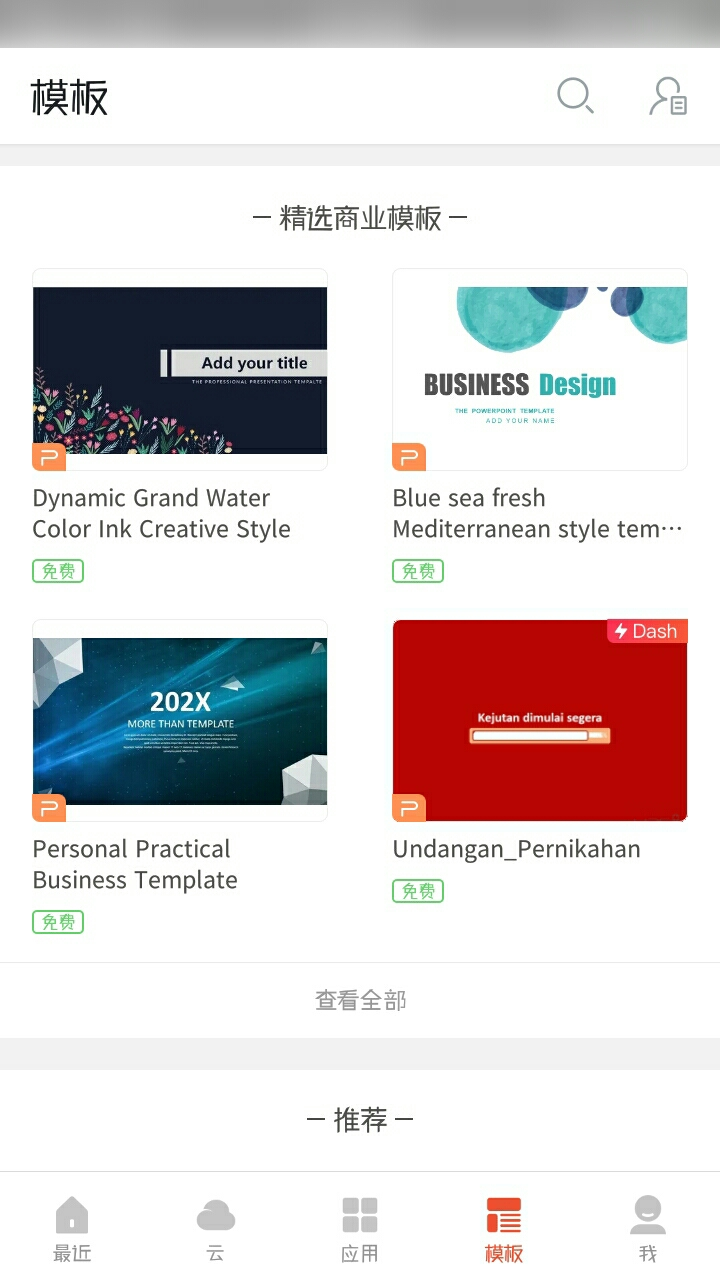 模板
— 精选商业模板 —
Add your title
THE PROFESSIONAL PRESENTATION TEMPALTE
BUSINESS Design
THE POWERPOINT TEMPLATE
ADD YOUR NAME
Dynamic Grand Water
Color Ink Creative Style
免费
Blue sea fresh
Mediterranean style tem…
免费
202X
MORE THAN TEMPLATE
Dash
Kejutan dimulai segera
Personal Practical
Business Template
免费
Undangan_Pernikahan
免费
查看全部
— 推荐 —
最近
云
应用
模板
我